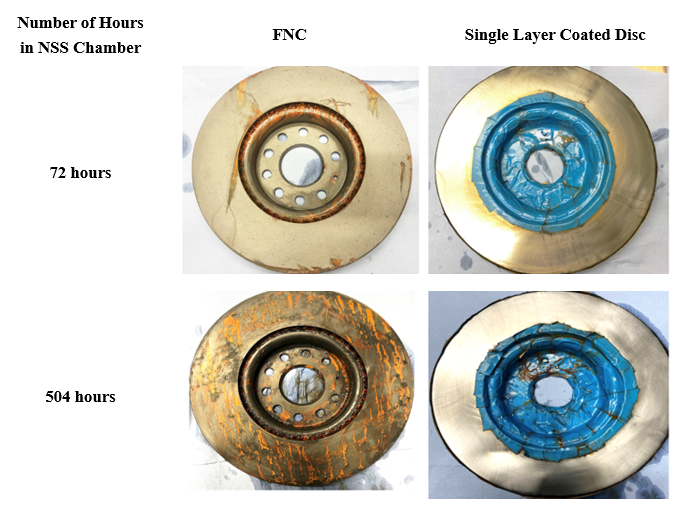 Number of Hours
in NSS Chamber
FNC
Single Layer Coated Disc
72 hours
504 hours